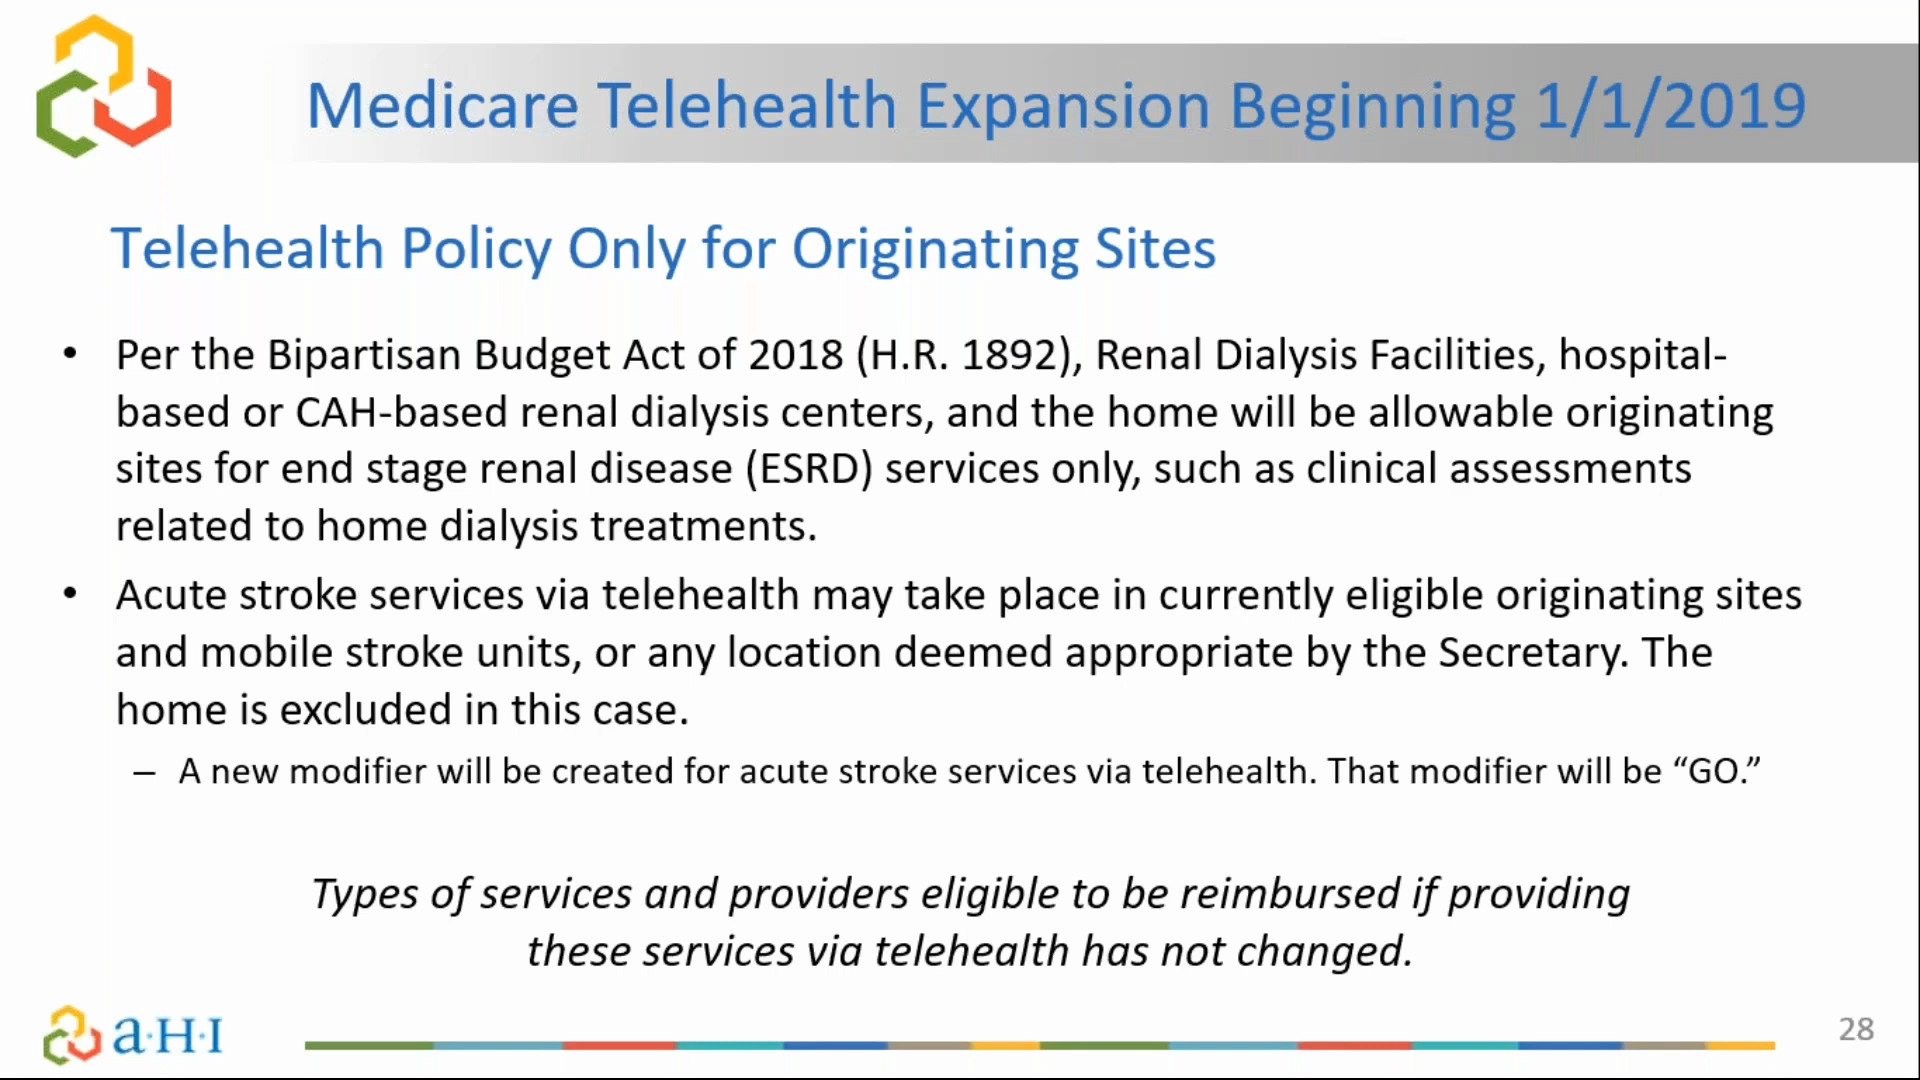 Medicare Telehealth Expansion Beginning 1/1/2019
Telehealth Policy Only for Originating Sites
• Per the Bipartisan Budget Act of 2018 (H.R. 1892), Renal Dialysis Facilities, hospital-
based or CAH-based renal dialysis centers, and the home will be allowable originating
sites for end stage renal disease (ESRD) services only, such as clinical assessments
related to home dialysis treatments.
• Acute stroke services via telehealth may take place in currently eligible originating sites
and mobile stroke units, or any location deemed appropriate by the Secretary. The
home is excluded in this case.
– A new modifier will be created for acute stroke services via telehealth. That modifier will be “GO.”
Types of services and providers eligible to be reimbursed if providing
these services via telehealth has not changed.
a·H·I
28